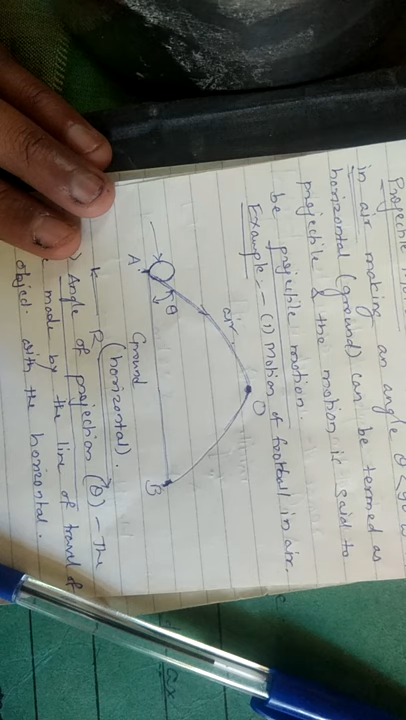 Projectile
in air making an angle θ <90
horizontal (ground) can be termed as
projectile & the motion is said to
be projectile motion.
Example:- (1) Motion of football in air.
O
air
θ
A
B
Ground
R (horizontal).
) Angle of projection (θ) - The
made by the line of travel of
object with the horizontal.